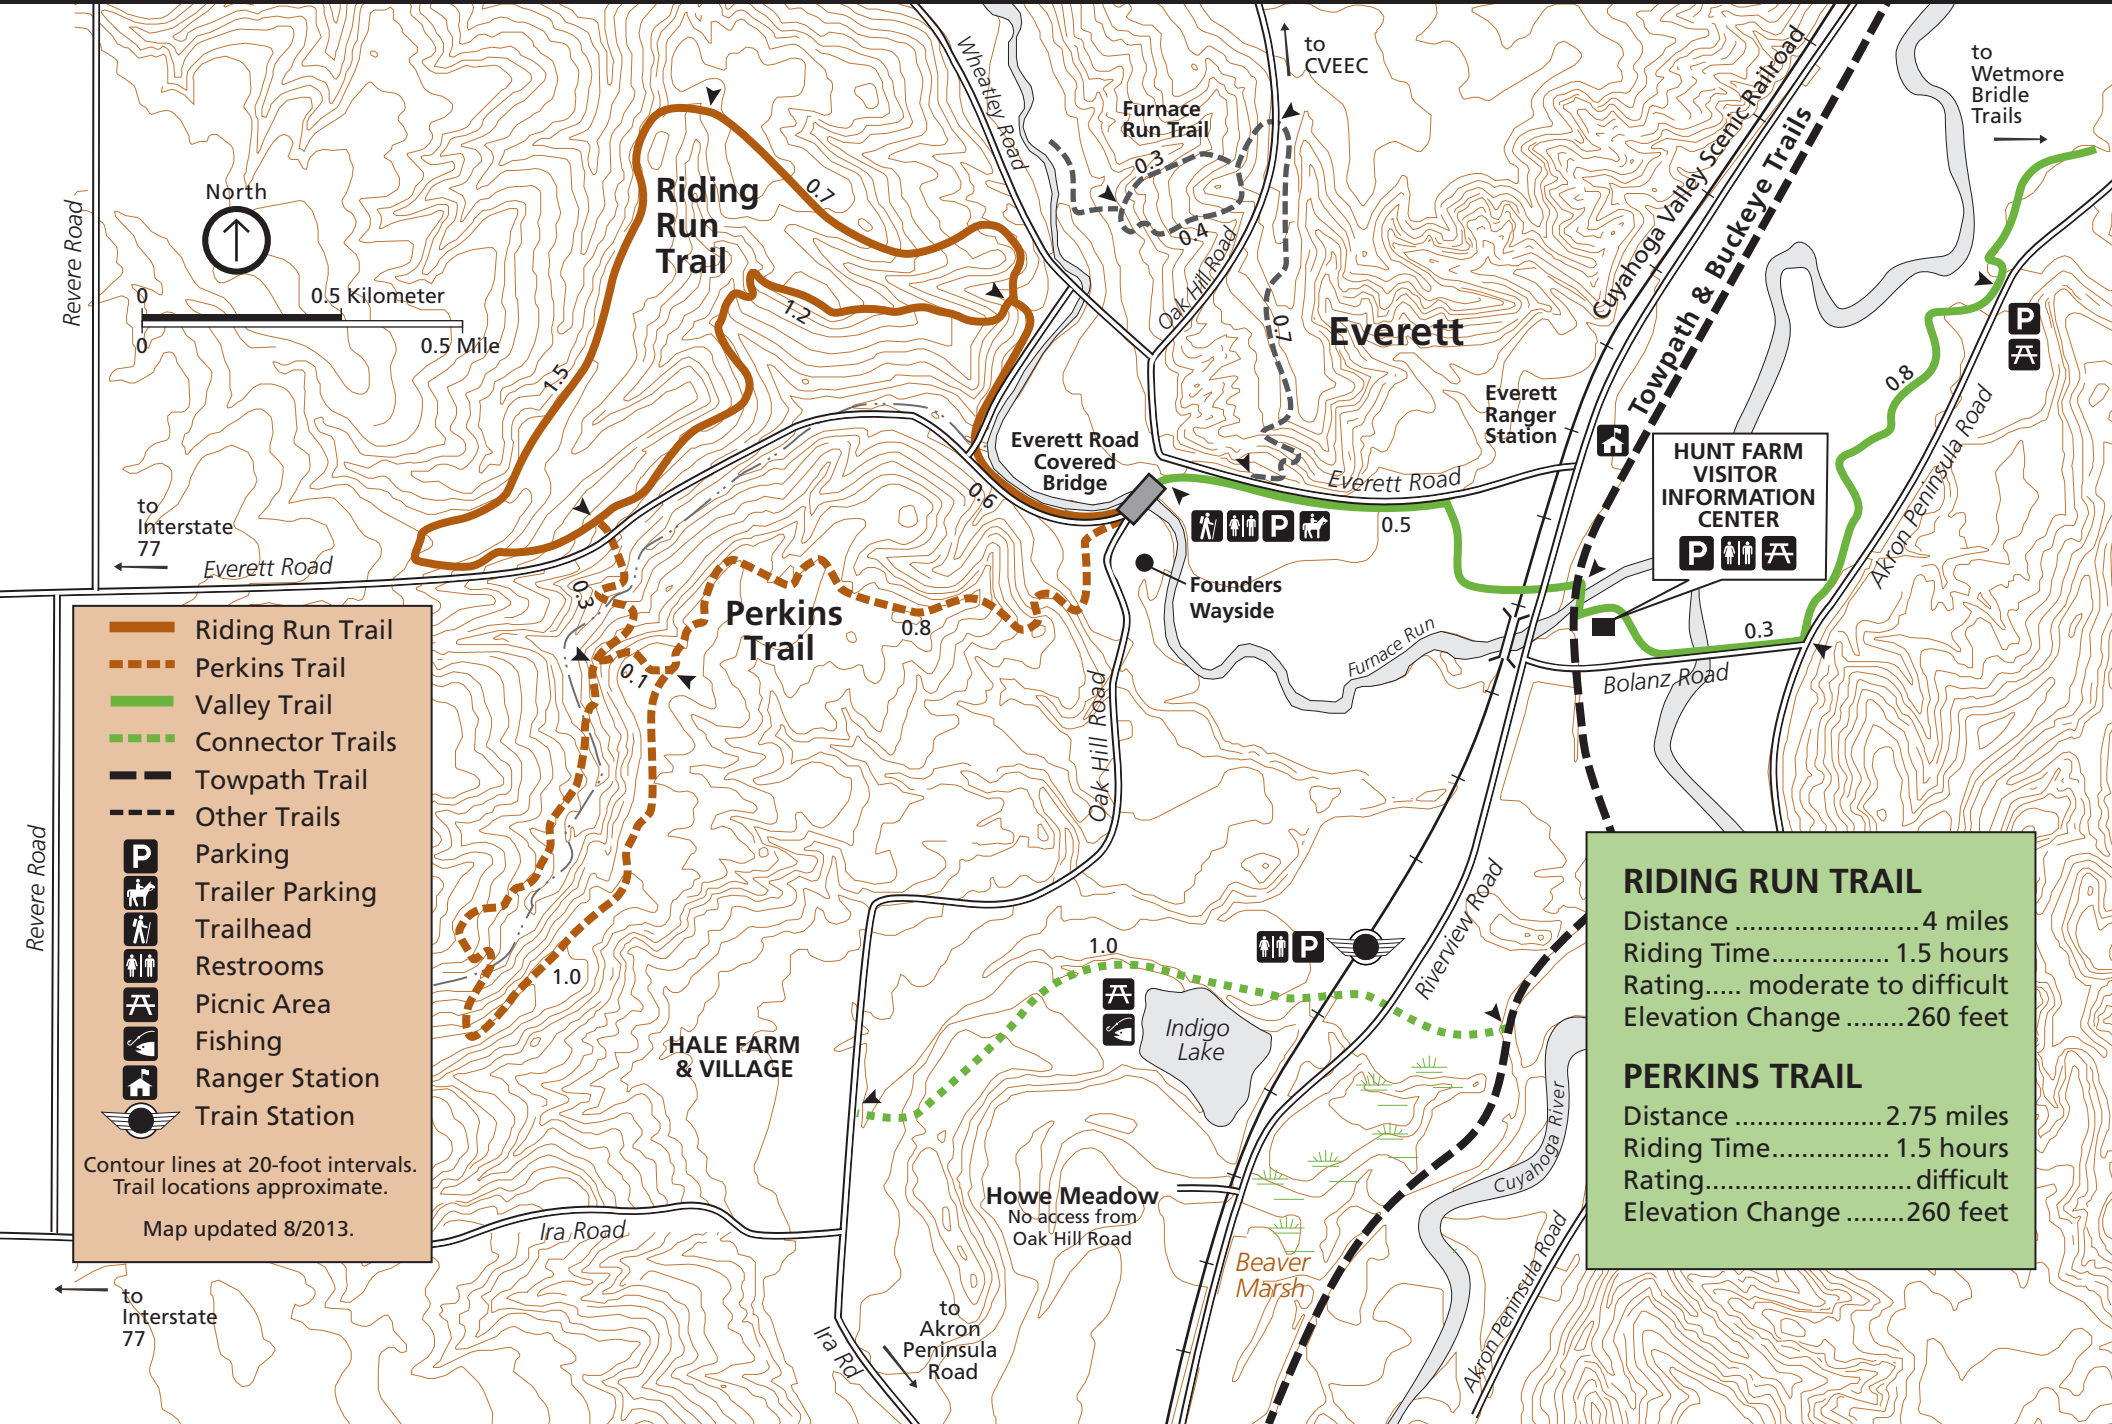 Wheatley Road
to
CVEEC
Cuyahoga Valley Scenic Railroad
to
Wetmore
Bridle
Trails
Furnace
Run Trail
0.3
0.4
Oak Hill Road
0.7
Riding
Run
Trail
0.7
1.2
1.5
North
0
0.5 Kilometer
0
0.5 Mile
Revere Road
Everett
Towpath & Buckeye Trails
Everett
Ranger
Station
HUNT FARM
VISITOR
INFORMATION
CENTER
P
P
0.8
Akron Peninsula Road
Everett Road
Covered
Bridge
0.6
Everett Road
0.5
P
Founders
Wayside
Furnace Run
0.3
Bolanz Road
to
Interstate
77
Everett Road
0.3
0.1
Perkins
Trail
0.8
1.0
Oak Hill Road
Riding Run Trail
Perkins Trail
Valley Trail
Connector Trails
Towpath Trail
Other Trails
P Parking
Trailer Parking
Trailhead
Restrooms
Picnic Area
Fishing
Ranger Station
Train Station
Contour lines at 20-foot intervals.
Trail locations approximate.
Map updated 8/2013.
Revere Road
to
Interstate
77
Ira Road
HALE FARM
& VILLAGE
1.0
P
Indigo
Lake
Riverview Road
Howe Meadow
No access from
Oak Hill Road
Beaver
Marsh
Cuyahoga River
Akron Peninsula Road
Ira Rd
to
Akron
Peninsula
Road
RIDING RUN TRAIL
Distance ........................ 4 miles
Riding Time............... 1.5 hours
Rating..... moderate to difficult
Elevation Change ........260 feet
PERKINS TRAIL
Distance ................... 2.75 miles
Riding Time............... 1.5 hours
Rating........................... difficult
Elevation Change ........260 feet